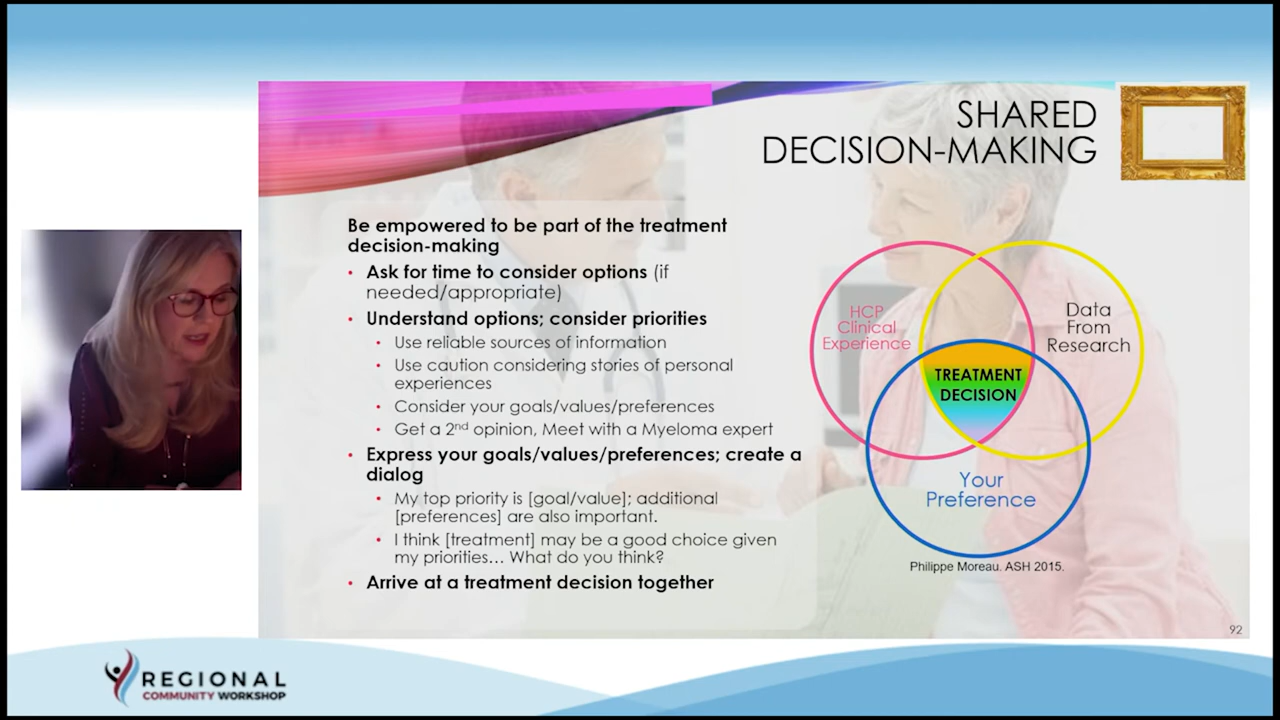 SHARED
DECISION-MAKING
Be empowered to be part of the treatment
decision-making
• Ask for time to consider options (if
needed/appropriate)
• Understand options; consider priorities
• Use reliable sources of information
• Use caution considering stories of personal
experiences
• Consider your goals/values/preferences
• Get a 2nd opinion, Meet with a Myeloma expert
• Express your goals/values/preferences; create a
dialog
• My top priority is [goal/value]; additional
[preferences] are also important.
• I think [treatment] may be a good choice given
my priorities… What do you think?
• Arrive at a treatment decision together
HCP
Clinical
Experience
Data
From
Research
TREATMENT
DECISION
Your
Preference
Philippe Moreau. ASH 2015.
92
REGIONAL
COMMUNITY WORKSHOP